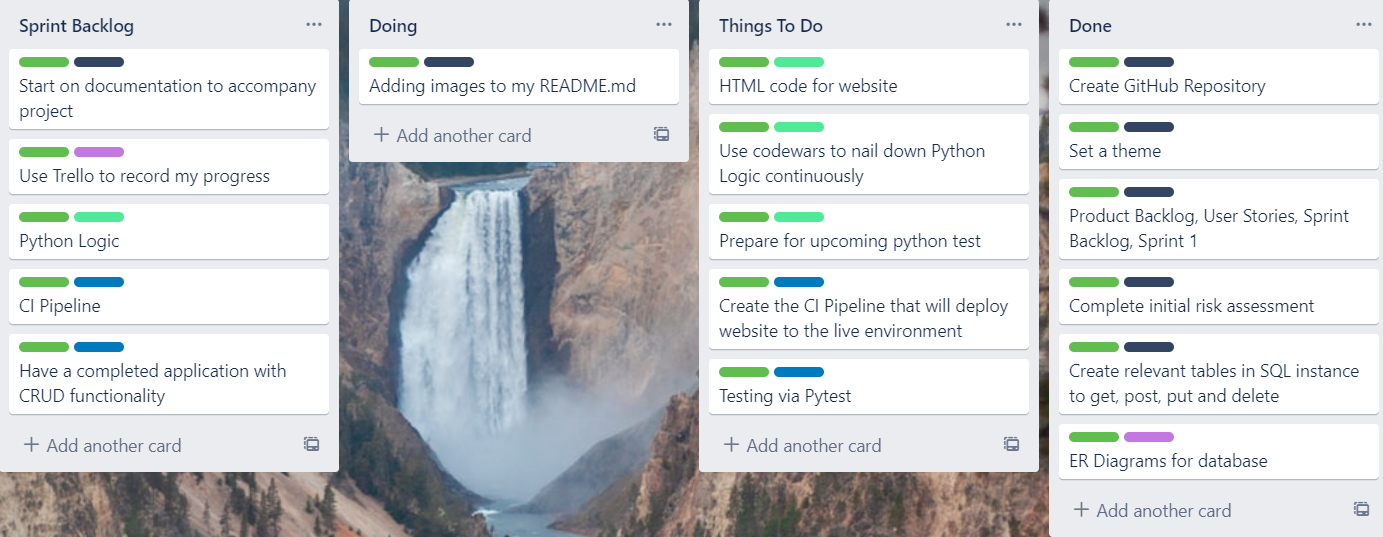 Sprint Backlog
Start on documentation to accompany
project
Use Trello to record my progress
Python Logic
CI Pipeline
Have a completed application with
CRUD functionality
+ Add another card
Doing
Adding images to my README.md
+ Add another card
Things To Do
HTML code for website
Use codewars to nail down Python
Logic continuously
Prepare for upcoming python test
Create the CI Pipeline that will deploy
website to the live environment
Testing via Pytest
+ Add another card
Done
Create GitHub Repository
Set a theme
Product Backlog, User Stories, Sprint
Backlog, Sprint 1
Complete initial risk assessment
Create relevant tables in SQL instance
to get, post, put and delete
ER Diagrams for database
+ Add another card